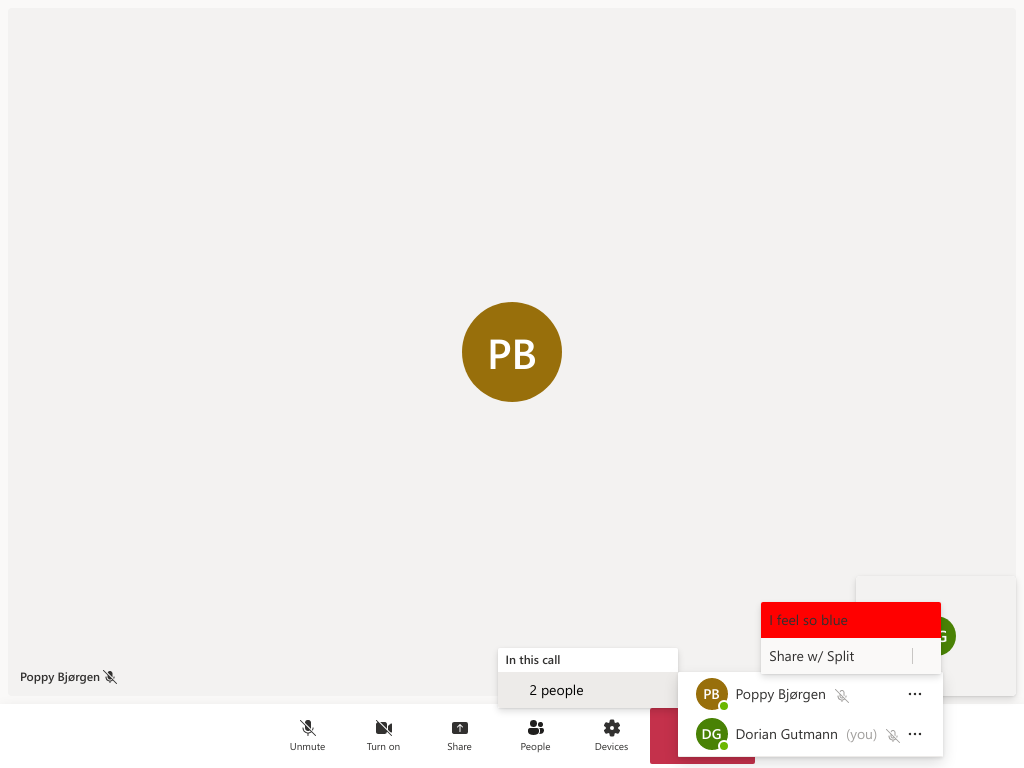 PB
G
I feel so blue
Share w/ Split
In this call
2 people
Poppy Bjørgen
PB Poppy Bjørgen
DG Dorian Gutmann (you)
Unmute
Turn on
Share
People
Devices